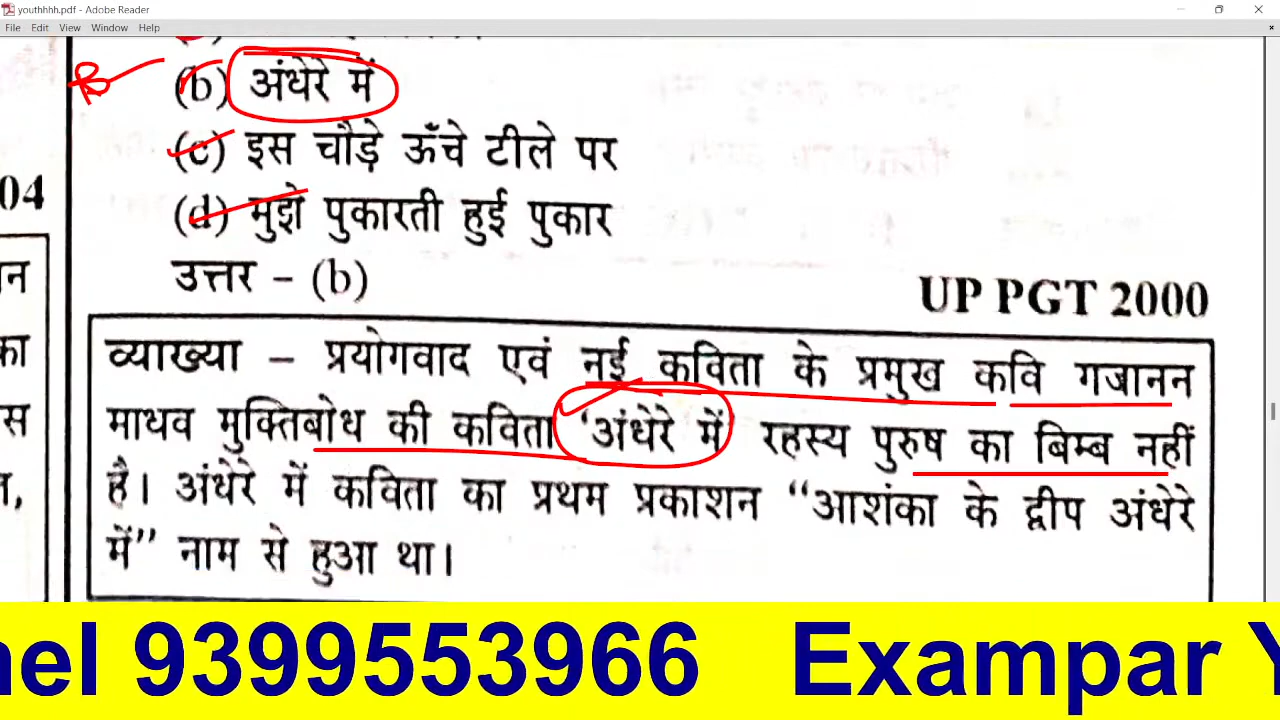 youthhhh.pdf - Adobe Reader
File Edit View Window Help
(b) अंधेरे में
(c) इस चौड़े ऊँचे टीले पर
04
(d) मुझे पुकारती हुई पुकार
उत्तर – (b)
न
UP PGT 2000
का
व्याख्या – प्रयोगवाद एवं नई कविता के प्रमुख कवि गजानन
स
माधव मुक्तिबोध की कविता 'अंधेरे में' रहस्य पुरुष का बिम्ब नहीं
है। अंधेरे में कविता का प्रथम प्रकाशन “आशंका के द्वीप अंधेरे
में” नाम से हुआ था।
nel 9399553966 Exampar Y